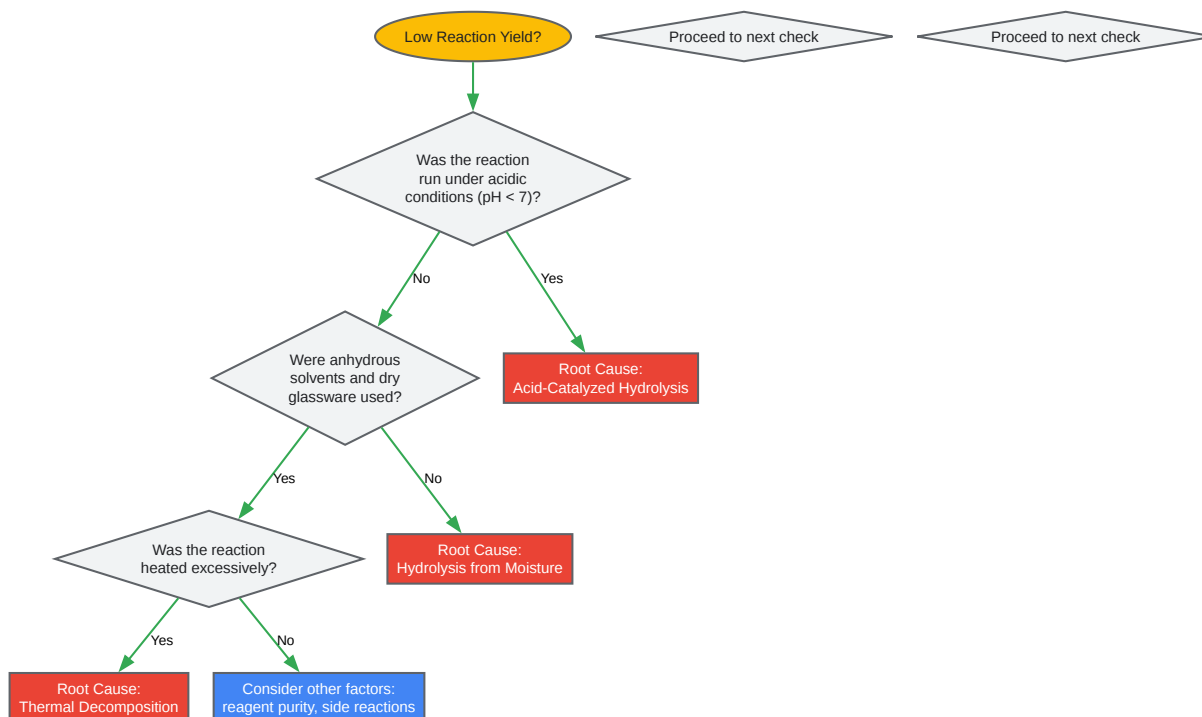 Low Reaction Yield?
Proceed to next check
Proceed to next check
Was the reaction
run under acidic
conditions (pH < 7)?
No
Yes
Were anhydrous
solvents and dry
glassware used?
Root Cause:
Acid-Catalyzed Hydrolysis
Yes
No
Was the reaction
heated excessively?
Root Cause:
Hydrolysis from Moisture
Yes
No
Root Cause:
Thermal Decomposition
Consider other factors:
reagent purity, side reactions